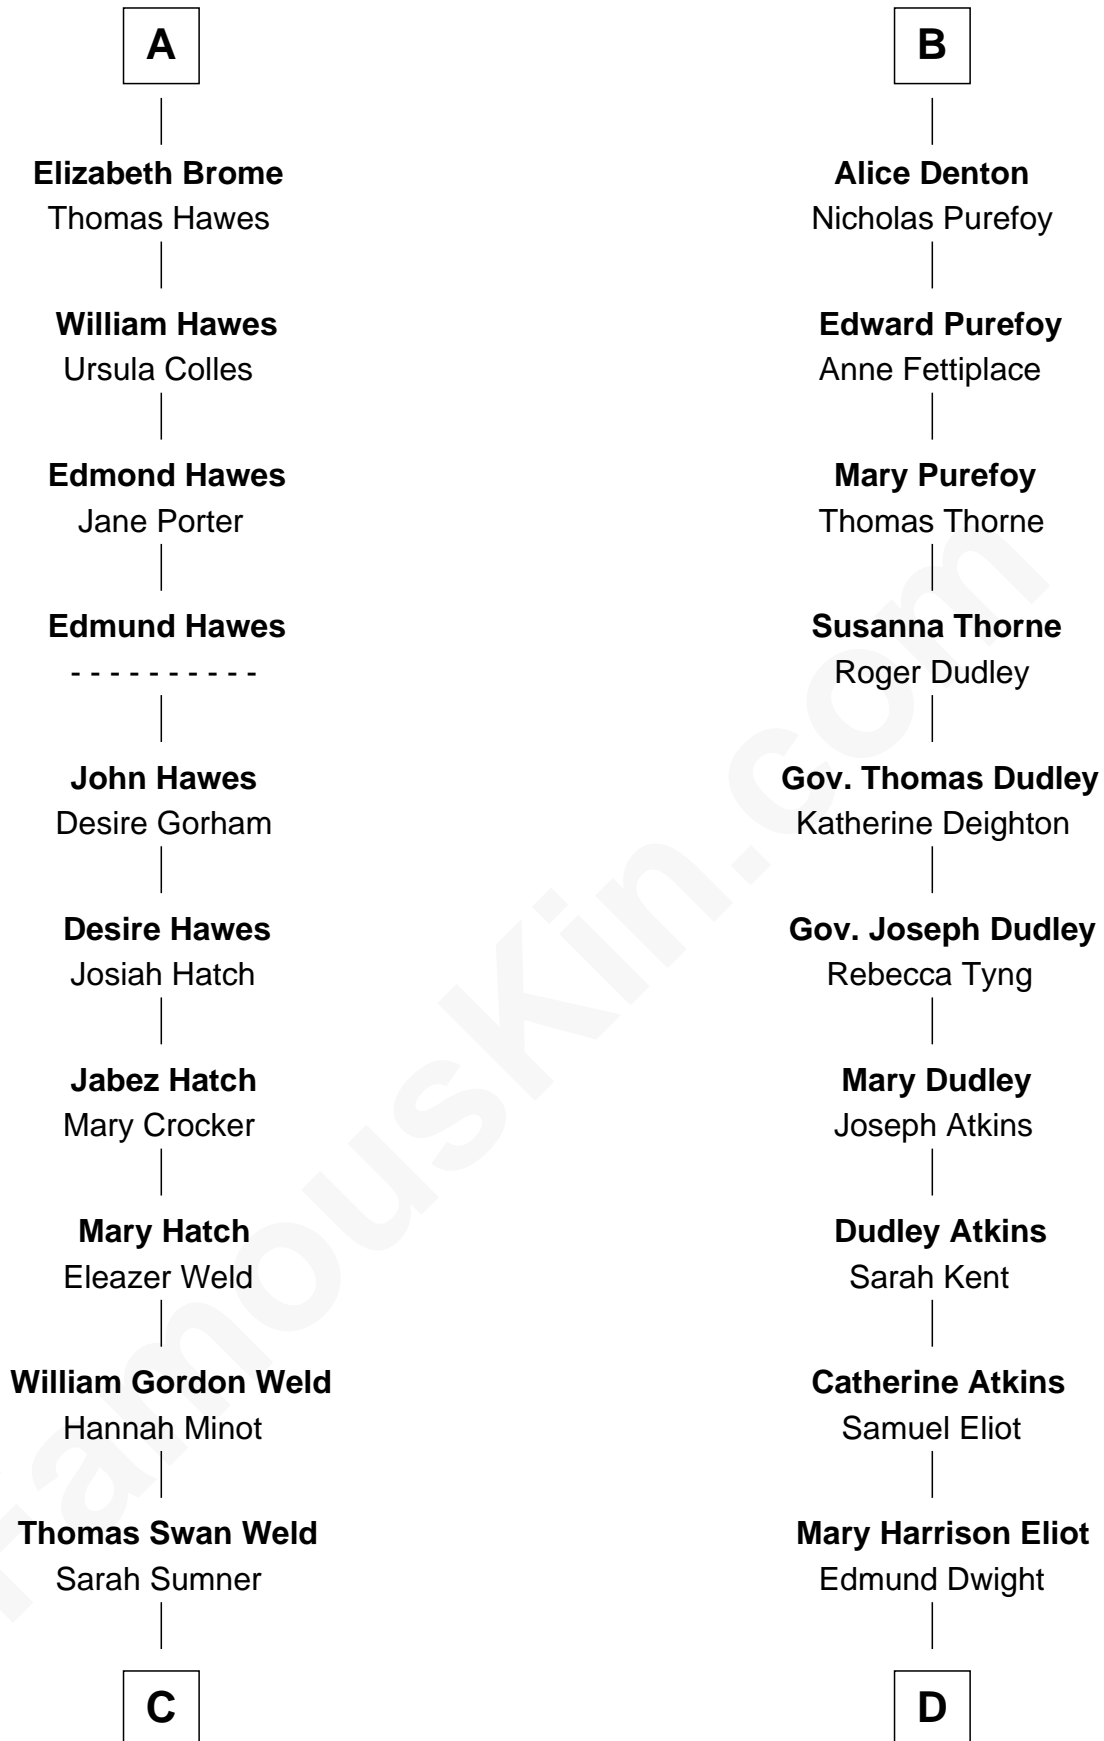 A
Elizabeth Brome
Thomas Hawes
William Hawes
Ursula Colles
Edmond Hawes
Jane Porter
Edmund Hawes
- - - - - - - - - -
John Hawes
Desire Gorham
Desire Hawes
Josiah Hatch
Jabez Hatch
Mary Crocker
Mary Hatch
Eleazer Weld
William Gordon Weld
Hannah Minot
Thomas Swan Weld
Sarah Sumner
C
B
Alice Denton
Nicholas Purefoy
Edward Purefoy
Anne Fettiplace
Mary Purefoy
Thomas Thorne
Susanna Thorne
Roger Dudley
Gov. Thomas Dudley
Katherine Deighton
Gov. Joseph Dudley
Rebecca Tyng
Mary Dudley
Joseph Atkins
Dudley Atkins
Sarah Kent
Catherine Atkins
Samuel Eliot
Mary Harrison Eliot
Edmund Dwight
D
FamousKin.com